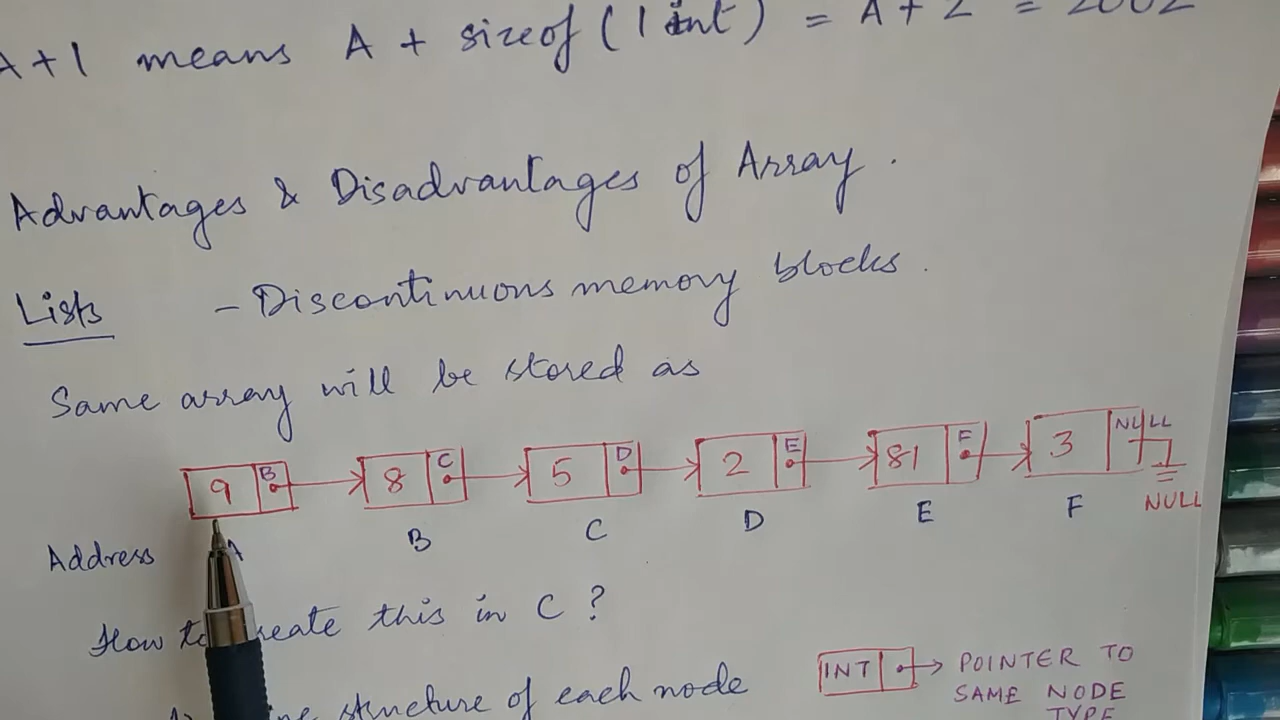 A+1 means A + sizeof (1 int) = A + 2 = 2002
Advantages & Disadvantages of Array.
Lists - Discontinuous memory blocks.
Same array will be stored as
9 B 8 C 5 D 2 E 81 F 3 NULL
NULL
Address A B C D E F
How to create this in C ?
structure of each node
INT POINTER TO
SAME NODE
TYPE